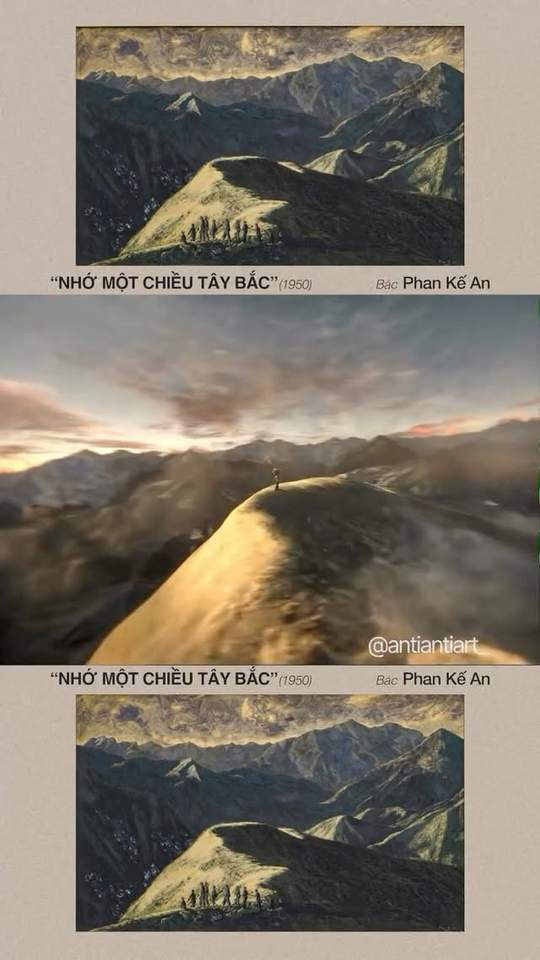 “NHỚ MỘT CHIỀU TÂY BẮC” (1950) Bác Phan Kế An
@antiantiart_
“NHỚ MỘT CHIỀU TÂY BẮC” (1950) Bác Phan Kế An